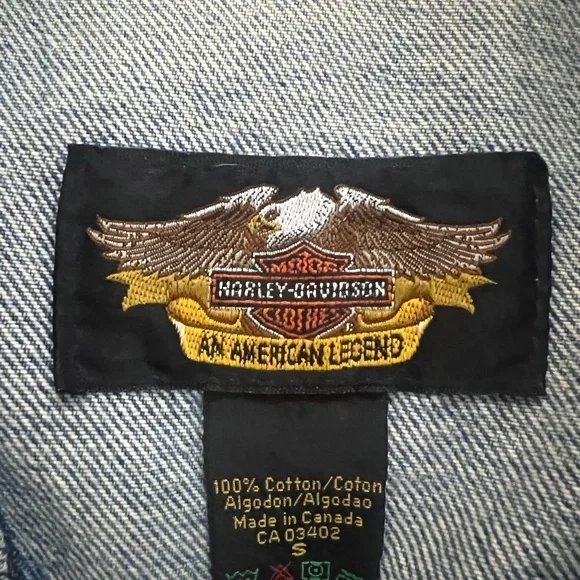 MOTOR
HARLEY-DAVIDSON
CLOTHES
AN AMERICAN LEGEND
100% Cotton/Coton
Algodon/Algodao
Made in Canada
CA 03402
S